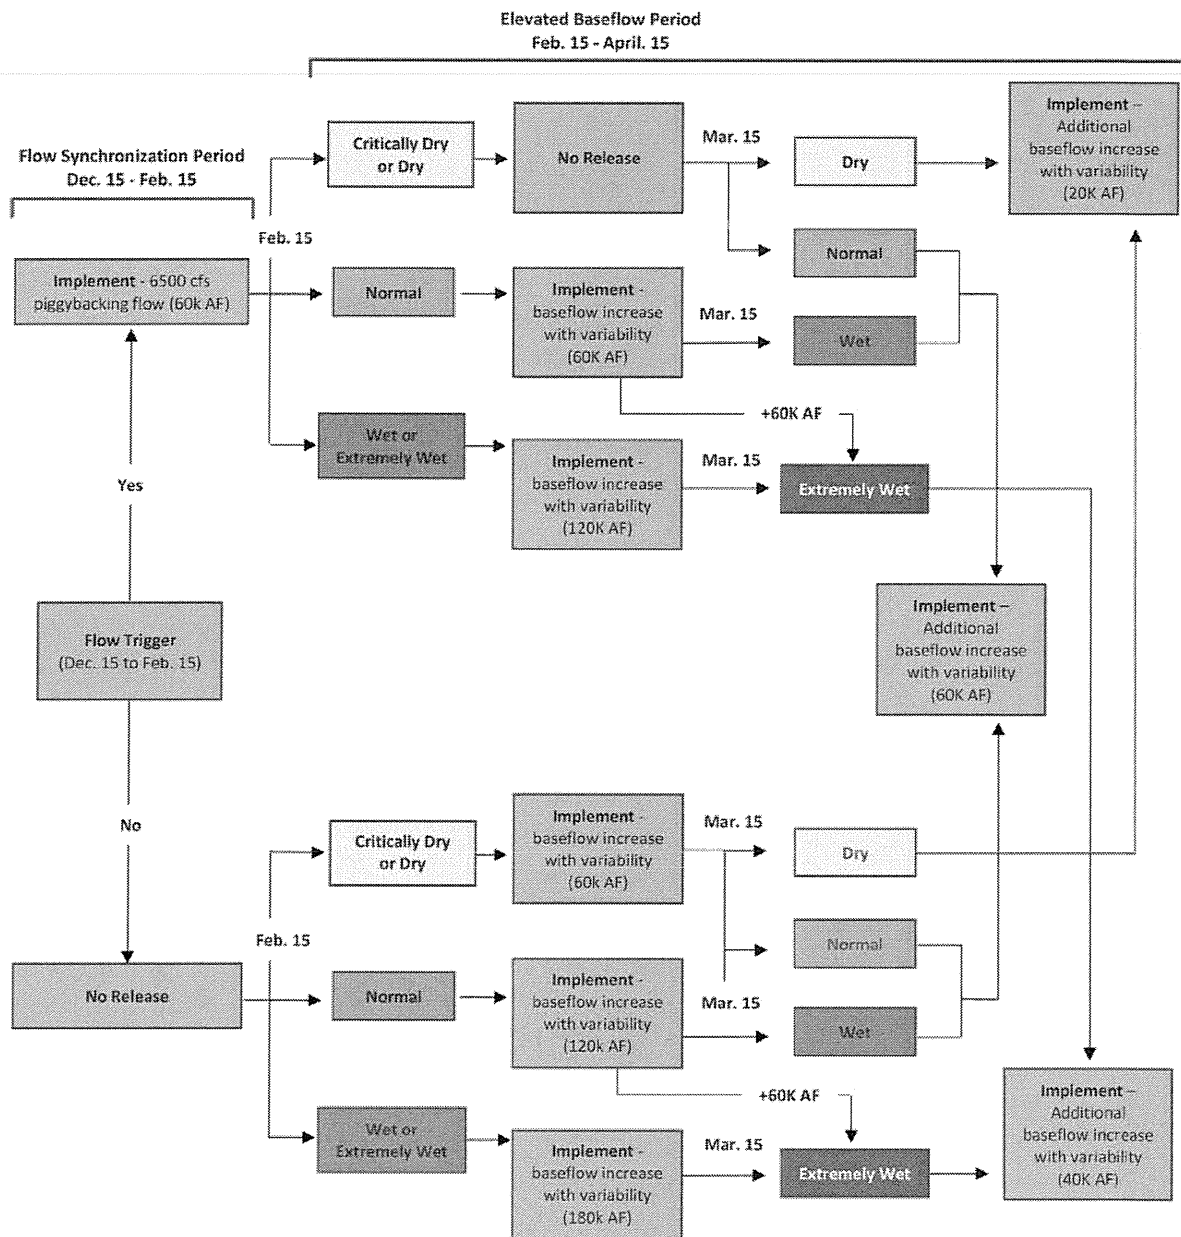 Elevated Baseflow Period
Feb. 15 - April. 15
Flow Synchronization Period
Dec. 15 - Feb. 15
Implement - 6500 cfs
piggybacking flow (60k AF)
Yes
Flow Trigger
(Dec. 15 to Feb. 15)
No
No Release
Feb. 15
Critically Dry
or Dry
No Release
Mar. 15
Dry
Implement –
Additional
baseflow increase
with variability
(20K AF)
Normal
Normal
Implement -
baseflow increase
with variability
(60K AF)
Mar. 15
Wet
+60K AF
Wet or
Extremely Wet
Implement -
baseflow increase
with variability
(120K AF)
Mar. 15
Extremely Wet
Implement –
Additional
baseflow increase
with variability
(60K AF)
Feb. 15
Critically Dry
or Dry
Implement -
baseflow increase
with variability
(60k AF)
Mar. 15
Dry
Normal
Normal
Implement -
baseflow increase
with variability
(120k AF)
Mar. 15
Wet
+60K AF
Wet or
Extremely Wet
Implement -
baseflow increase
with variability
(180k AF)
Mar. 15
Extremely Wet
Implement –
Additional
baseflow increase
with variability
(40K AF)